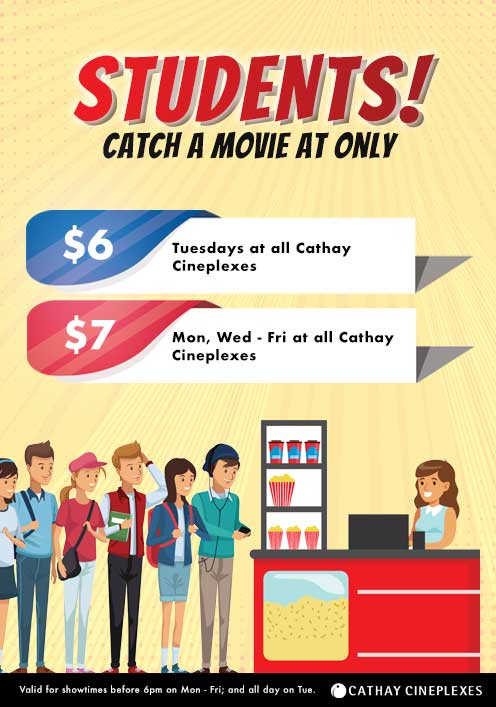 STUDENTS!
CATCH A MOVIE AT ONLY
$6
Tuesdays at all Cathay
Cineplexes
$7
Mon, Wed - Fri at all Cathay
Cineplexes
Valid for showtimes before 6pm on Mon - Fri; and all day on Tue.
CATHAY CINEPLEXES